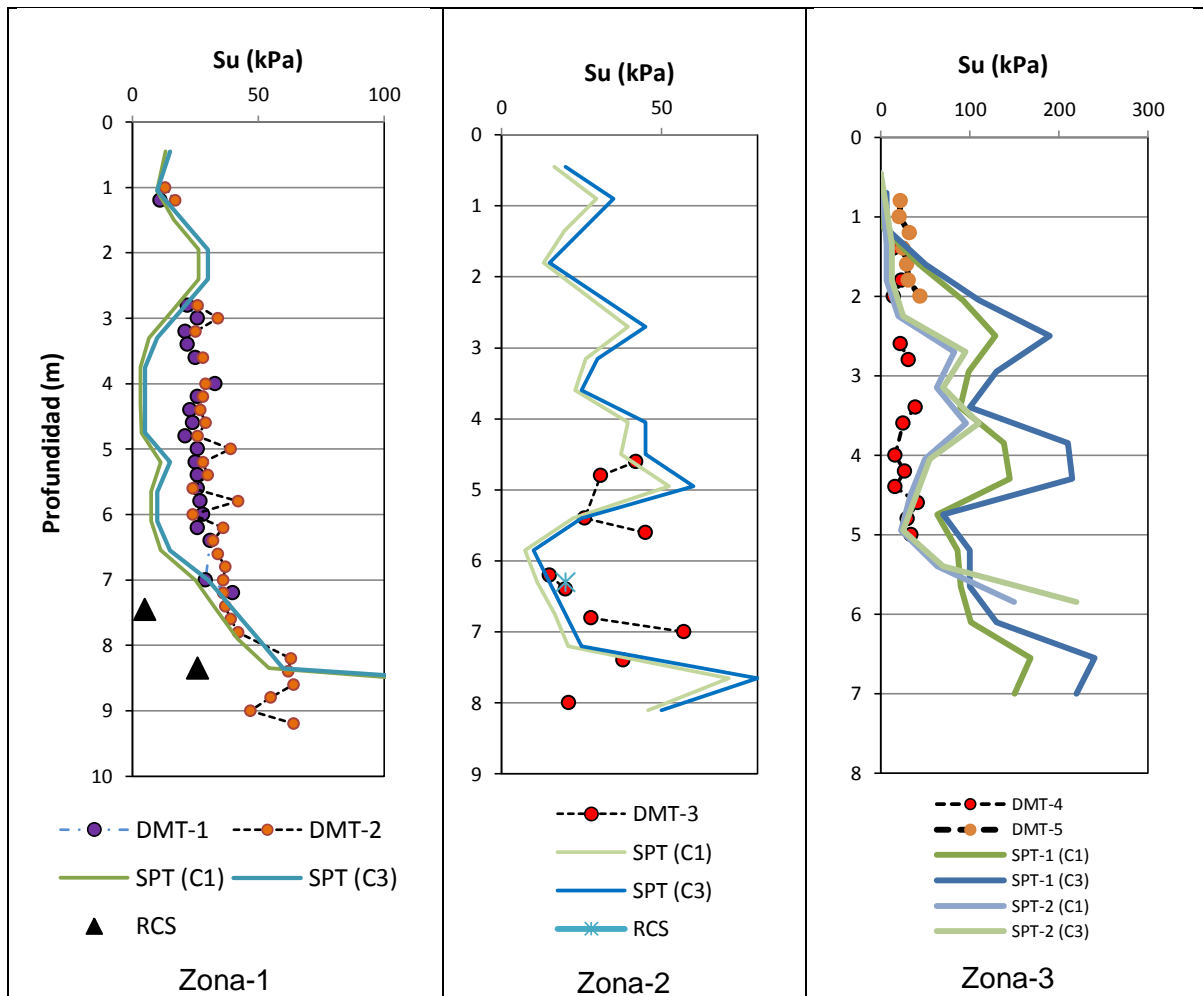 Su (kPa)
0 50 100
0
1
2
3
4
5
6
7
8
9
10
Profundidad (m)
DMT-1 DMT-2
SPT (C1) SPT (C3)
RCS
Zona-1
Su (kPa)
0 50
0
1
2
3
4
5
6
7
8
9
DMT-3
SPT (C1)
SPT (C3)
RCS
Zona-2
Su (kPa)
0 100 200 300
0
1
2
3
4
5
6
7
8
DMT-4
DMT-5
SPT-1 (C1)
SPT-1 (C3)
SPT-2 (C1)
SPT-2 (C3)
Zona-3